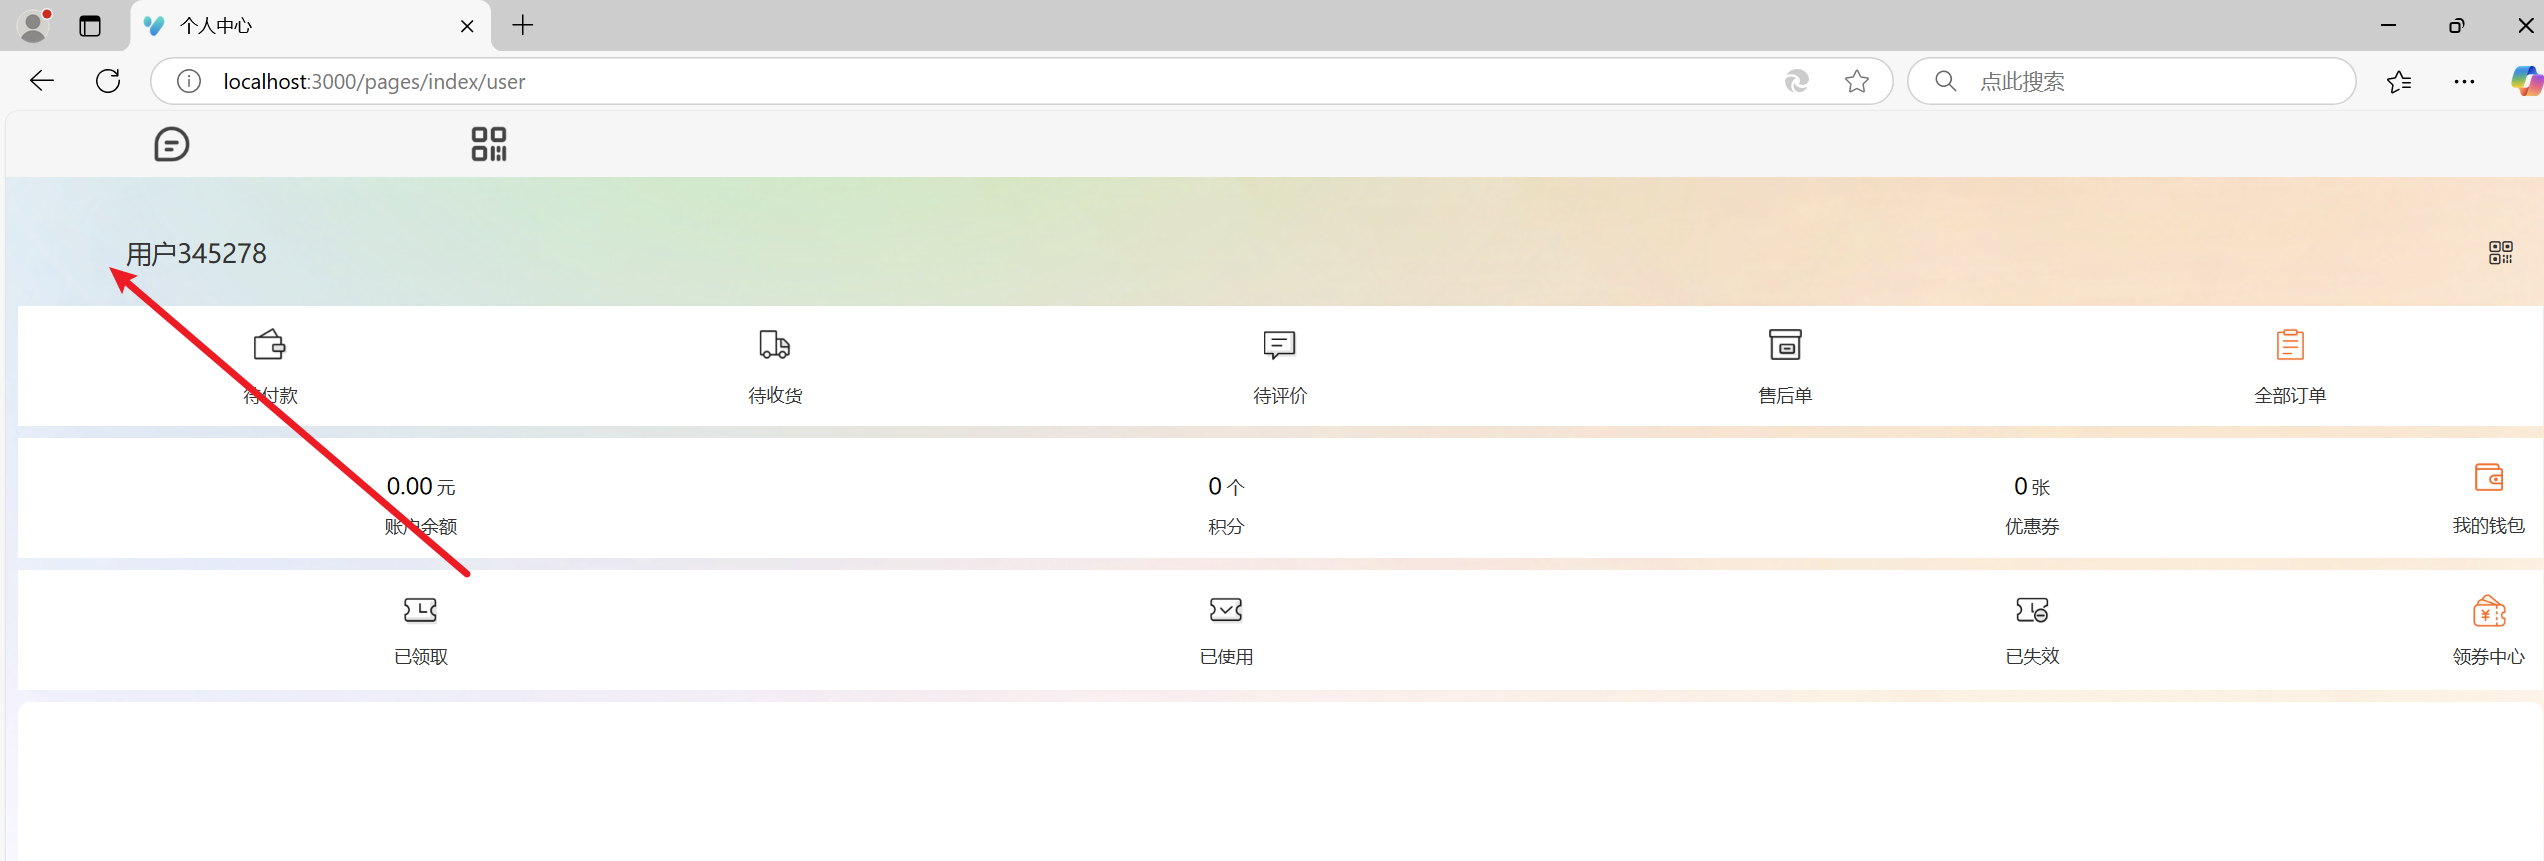 个人中心
localhost:3000/pages/index/user
点此搜索
用户345278
待付款
待收货
待评价
售后单
全部订单
0.00 元
0 个
0 张
账户余额
积分
优惠券
我的钱包
已领取
已使用
已失效
领券中心